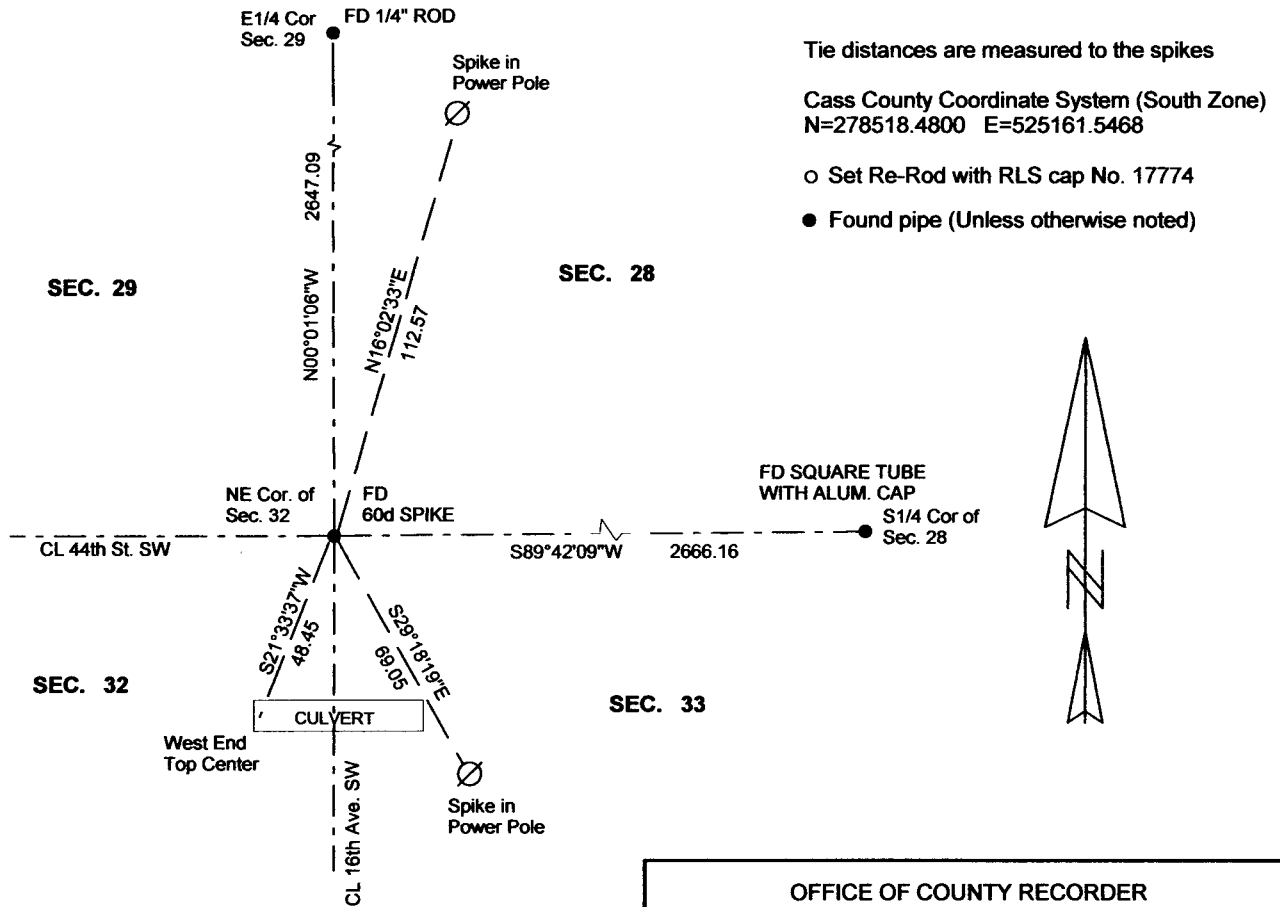 E1/4 Cor
Sec. 29
FD 1/4" ROD
Spike in
Power Pole
Tie distances are measured to the spikes
Cass County Coordinate System (South Zone)
N=278518.4800 E=525161.5468
o Set Re-Rod with RLS cap No. 17774
● Found pipe (Unless otherwise noted)
2647.09
N00°01'06"W
N16°02'33"E
112.57
SEC. 29
SEC. 28
NE Cor. of
Sec. 32
FD
60d SPIKE
FD SQUARE TUBE
WITH ALUM. CAP
S1/4 Cor of
Sec. 28
CL 44th St. SW
S89°42'09"W 2666.16
N
S21°33'37"W
48.45
S29°18'19"E
69.05
SEC. 32
SEC. 33
CULVERT
West End
Top Center
CL 16th Ave. SW
Spike in
Power Pole
OFFICE OF COUNTY RECORDER